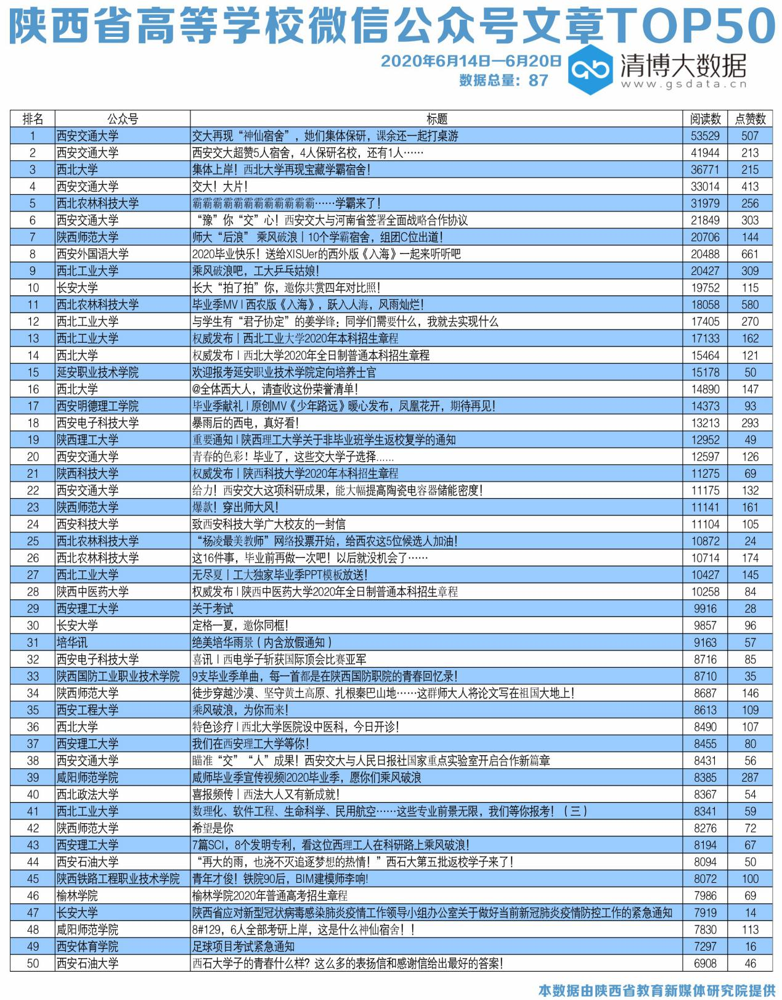 陕西省高等学校微信公众号文章TOP50
2020年6月14日—6月20日
数据总量：87
清博大数据
www.gsdata.cn
排名 公众号 标题 阅读数 点赞数
1 西安交通大学 交大再现“神仙宿舍”，她们集体保研，课余还一起打桌游 53529 507
2 西安交通大学 西安交大超赞5人宿舍，4人保研名校，还有1人…… 41944 213
3 西北大学 集体上岸！西北大学再现宝藏学霸宿舍！ 36771 215
4 西安交通大学 交大！大片！ 33014 413
5 西北农林科技大学 霸霸霸霸霸霸霸霸霸霸霸霸……学霸来了！ 31979 256
6 西安交通大学 “豫”你“交”心！西安交大与河南省签署全面战略合作协议 21849 303
7 陕西师范大学 师大“后浪” 乘风破浪丨10个学霸宿舍，组团C位出道！ 20706 144
8 西安外国语大学 2020毕业快乐！送给XISUer的西外版《入海》一起来听听吧 20488 661
9 西北工业大学 乘风破浪吧，工大乒乓姑娘！ 20427 309
10 长安大学 长大“拍了拍”你，邀你共赏四年对比照！ 19752 115
11 西北农林科技大学 毕业季MV丨西农版《入海》，跃入人海，风雨灿烂！ 18058 580
12 西北工业大学 与学生有“君子协定”的姜学锋：同学们需要什么，我就去实现什么 17405 270
13 西北工业大学 权威发布丨西北工业大学2020年本科招生章程 17133 162
14 西北大学 权威发布丨西北大学2020年全日制普通本科招生章程 15464 121
15 延安职业技术学院 欢迎报考延安职业技术学院定向培养士官 15178 50
16 西北大学 @全体西大人，请查收这份荣誉清单！ 14890 147
17 西安明德理工学院 毕业季献礼丨原创MV《少年路远》暖心发布，凤凰花开，期待再见！ 14373 93
18 西安电子科技大学 暴雨后的西电，真好看！ 13213 293
19 陕西理工大学 重要通知丨陕西理工大学关于非毕业班学生返校复学的通知 12952 49
20 西安交通大学 青春的色彩！毕业了，这些交大学子选择...... 12597 126
21 陕西科技大学 权威发布丨陕西科技大学2020年本科招生章程 11275 69
22 西安交通大学 给力！西安交大这项科研成果，能大幅提高陶瓷电容器储能密度！ 11175 132
23 陕西师范大学 爆款！穿出师大风！ 11141 161
24 西安科技大学 致西安科技大学广大校友的一封信 11104 105
25 西北农林科技大学 “杨凌最美教师”网络投票开始，给西农这5位候选人加油！ 10872 24
26 西北农林科技大学 这16件事，毕业前再做一次吧！以后就没机会了…… 10714 174
27 西北工业大学 无尽夏丨工大独家毕业季PPT模板放送！ 10427 145
28 陕西中医药大学 权威发布丨陕西中医药大学2020年全日制普通本科招生章程 10258 84
29 西安理工大学 关于考试 9916 28
30 长安大学 定格一夏，邀你同框！ 9857 96
31 培华讯 绝美培华雨景（内含放假通知） 9163 57
32 西安电子科技大学 喜讯丨西电学子斩获国际顶会比赛亚军 8716 85
33 陕西国防工业职业技术学院 9支毕业季单曲，每一首都是在陕西国防职院的青春回忆录！ 8710 35
34 陕西师范大学 徒步穿越沙漠、坚守黄土高原、扎根秦巴山地……这群师大人将论文写在祖国大地上！ 8687 146
35 西安工程大学 乘风破浪，为你而来！ 8613 109
36 西北大学 特色诊疗丨西北大学医院设中医科，今日开诊！ 8490 107
37 西安理工大学 我们在西安理工大学等你！ 8455 80
38 西安交通大学 瞄准“交”“人”成果！西安交大与人民日报社国家重点实验室开启合作新篇章 8431 56
39 咸阳师范学院 咸师毕业季宣传视频|2020毕业季，愿你们乘风破浪 8385 287
40 西北政法大学 喜报频传丨西法大人又有新成就！ 8367 54
41 西北工业大学 数理化、软件工程、生命科学、民用航空……这些专业前景无限，我们等你报考！（三） 8341 59
42 陕西师范大学 希望是你 8276 72
43 西安理工大学 7篇SCI，8个发明专利，看这位西理工人在科研路上乘风破浪！ 8194 67
44 西安石油大学 “再大的雨，也浇不灭追逐梦想的热情！”西石大第五批返校学子来了！ 8094 50
45 陕西铁路工程职业技术学院 青年才俊！铁院90后，BIM建模师李响! 8072 100
46 榆林学院 榆林学院2020年普通高考招生章程 7986 69
47 长安大学 陕西省应对新型冠状病毒感染肺炎疫情工作领导小组办公室关于做好当前新冠肺炎疫情防控工作的紧急通知 7919 14
48 咸阳师范学院 8#129，6人全部考研上岸，这是什么神仙宿舍！！ 7830 113
49 西安体育学院 足球项目考试紧急通知 7297 16
50 西安石油大学 西石大学子的青春什么样？这么多的表扬信和感谢信给出最好的答案！ 6908 46
本数据由陕西省教育新媒体研究院提供